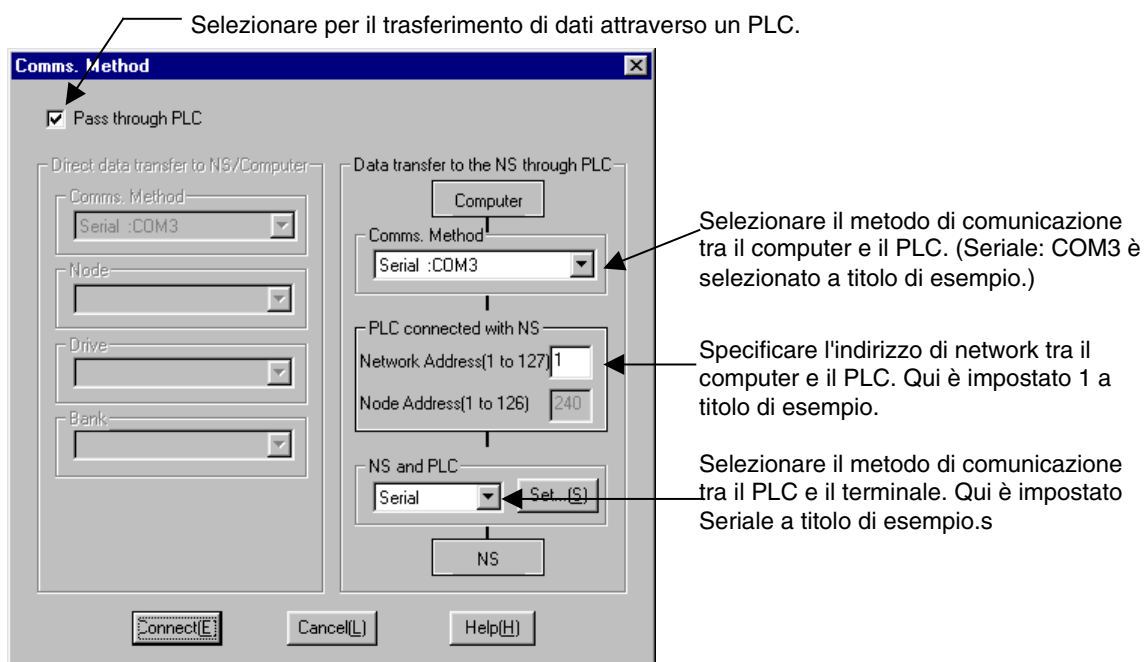 Selezionare per il trasferimento di dati attraverso un PLC.
Comms. Method
Pass through PLC
Direct data transfer to NS/Computer
Comms. Method
Serial :COM3
Node
Drive
Bank
Data transfer to the NS through PLC
Computer
Comms. Method
Serial :COM3
PLC connected with NS
Network Address(1 to 127) 1
Node Address(1 to 126) 240
NS and PLC
Serial
Set...(S)
NS
Selezionare il metodo di comunicazione
tra il computer e il PLC. (Seriale: COM3 è
selezionato a titolo di esempio.)
Specificare l'indirizzo di network tra il
computer e il PLC. Qui è impostato 1 a
titolo di esempio.
Selezionare il metodo di comunicazione
tra il PLC e il terminale. Qui è impostato
Seriale a titolo di esempio.s
Connect(E)
Cancel(L)
Help(H)